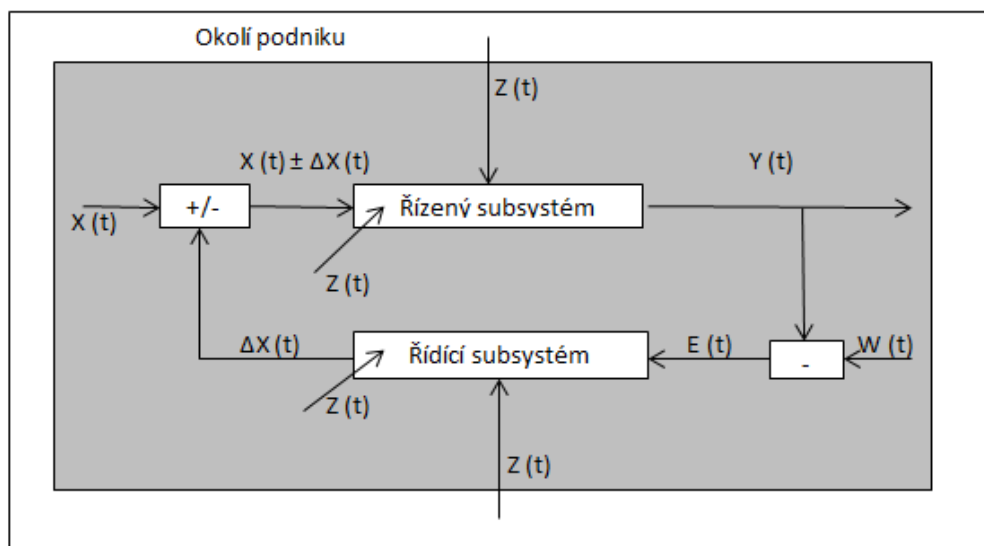 Okolí podniku
Z (t)
X (t) ± ΔX(t)
Y (t)
+/-
Řízený subsystém
X (t)
Z (t)
ΔX (t)
Řídící subsystém
E (t)
-
W (t)
Z (t)
Z (t)